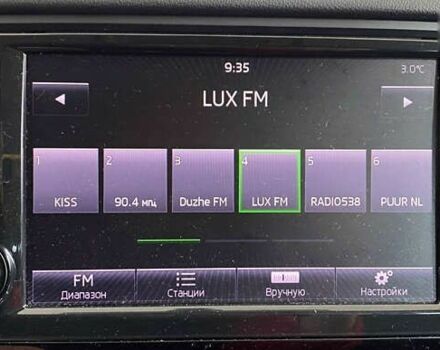 9:35 3.0°C
LUX FM
1 2 3 4 5 6
KISS 90.4 мгц Duzhe FM LUX FM RADIO538 PUUR NL
FM
Диапазон Станции Вручную Настройки